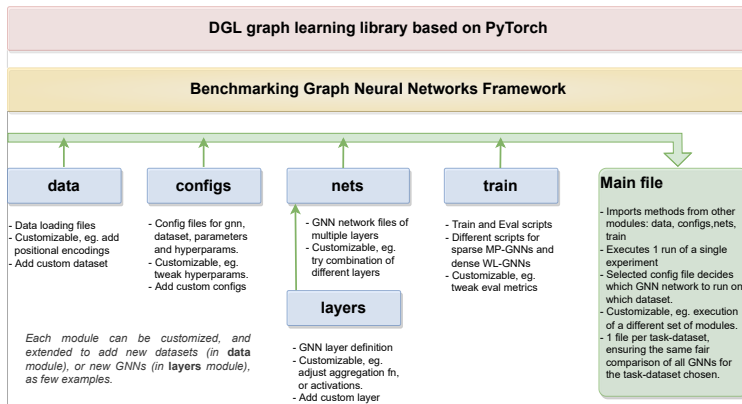 DGL graph learning library based on PyTorch
Benchmarking Graph Neural Networks Framework
data
- Data loading files
- Customizable, eg. add
positional encodings
- Add custom dataset
configs
- Config files for gnn,
dataset, parameters
and hyperparams.
- Customizable, eg.
tweak hyperparams.
- Add custom configs
nets
- GNN network files of
multiple layers
- Customizable, eg.
try combination of
different layers
layers
- GNN layer definition
- Customizable, eg.
adjust aggregation fn,
or activations.
- Add custom layer
train
- Train and Eval scripts
- Different scripts for
sparse MP-GNNs and
dense WL-GNNs
- Customizable, eg.
tweak eval metrics
Main file
- Imports methods from other
modules: data, configs,nets,
train
- Executes 1 run of a single
experiment
- Selected config file decides
which GNN network to run on
which dataset.
- Customizable, eg. execution
of a different set of modules.
- 1 file per task-dataset,
ensuring the same fair
comparison of all GNNs for
the task-dataset chosen.
Each module can be customized, and
extended to add new datasets (in data
module), or new GNNs (in layers module),
as few examples.